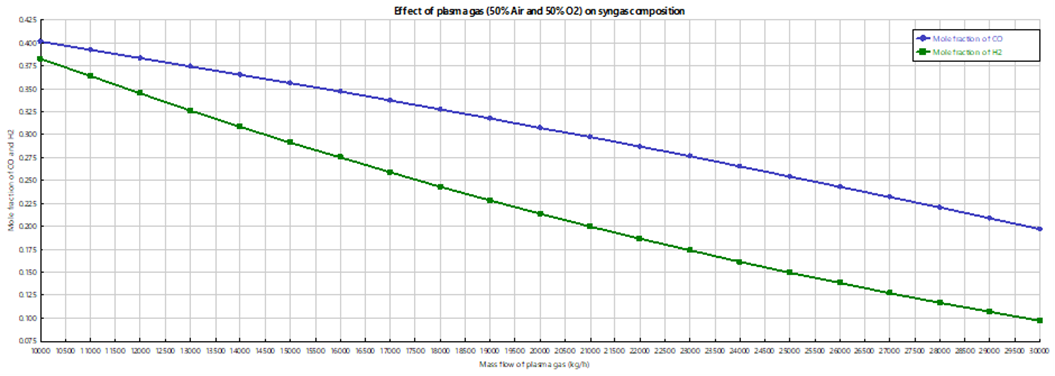 Effect of plasma gas (50% Air and 50% O2) on syngas composition
Mole fraction of CO
Mole fraction of H2
Mole fraction of CO and H2
0.425
0.400
0.375
0.350
0.325
0.300
0.275
0.250
0.225
0.200
0.175
0.150
0.125
0.100
0.075
10000 10500 11000 11500 12000 12500 13000 13500 14000 14500 15000 15500 16000 16500 17000 17500 18000 18500 19000 19500 20000 20500 21000 21500 22000 22500 23000 23500 24000 24500 25000 25500 26000 26500 27000 27500 28000 28500 29000 29500 30000
Mass flow of plasma gas (kg/h)